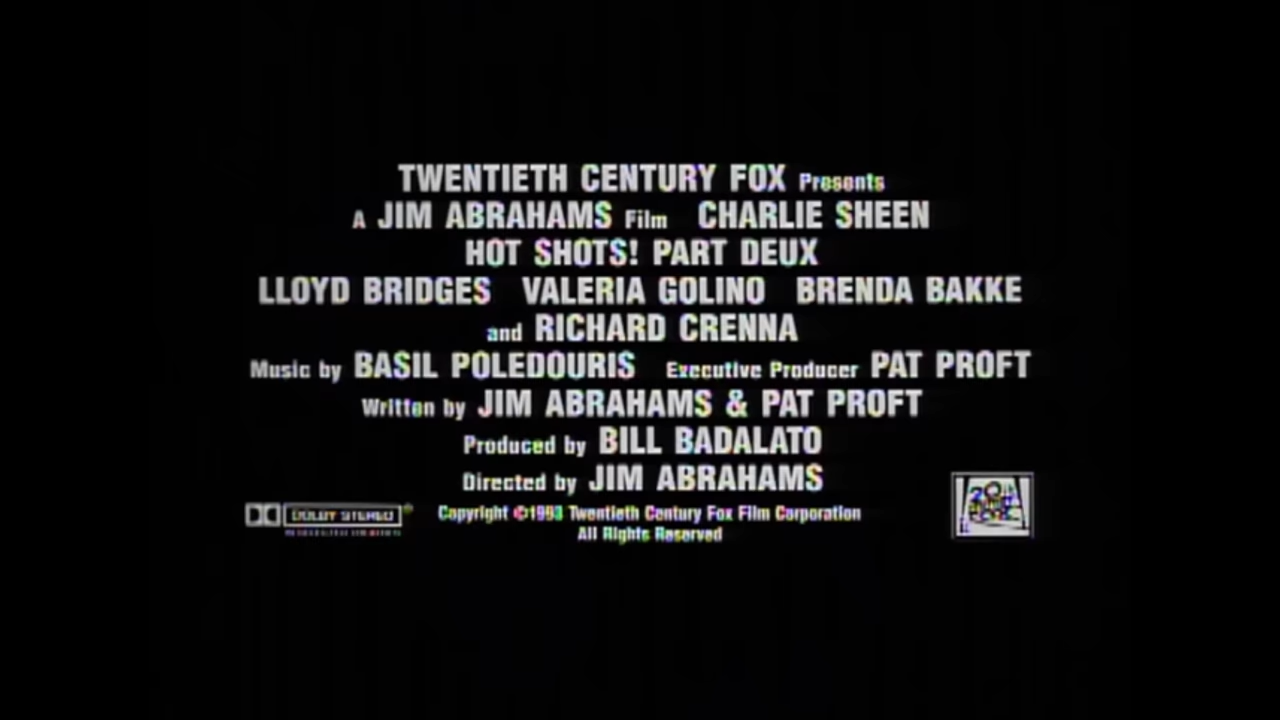 TWENTIETH CENTURY FOX Presents
A JIM ABRAHAMS Film CHARLIE SHEEN
HOT SHOTS! PART DEUX
LLOYD BRIDGES VALERIA GOLINO BRENDA BAKKE
and RICHARD CRENNA
Music by BASIL POLEDOURIS Executive Producer PAT PROFT
Written by JIM ABRAHAMS & PAT PROFT
Produced by BILL BADALATO
Directed by JIM ABRAHAMS
DOLBY STEREO Copyright ©1993 Twentieth Century Fox Film Corporation
All Rights Reserved